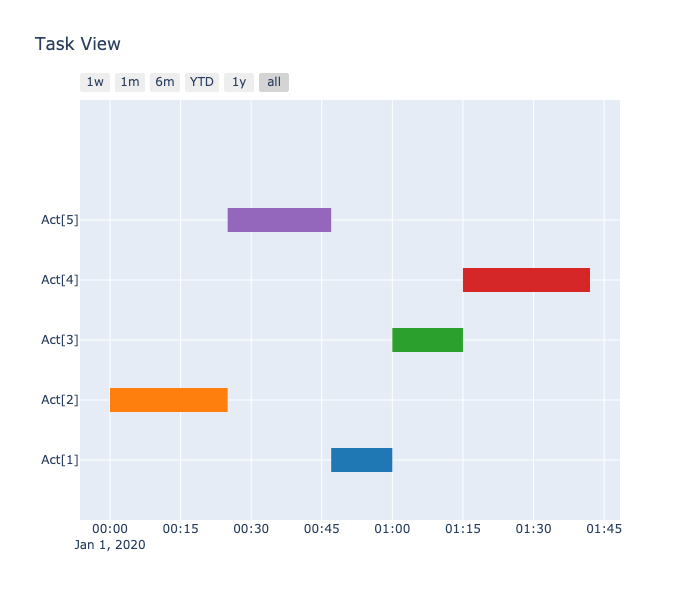 Task View
1w 1m 6m YTD 1y all
Act[5]
Act[4]
Act[3]
Act[2]
Act[1]
00:00 00:15 00:30 00:45 01:00 01:15 01:30 01:45
Jan 1, 2020